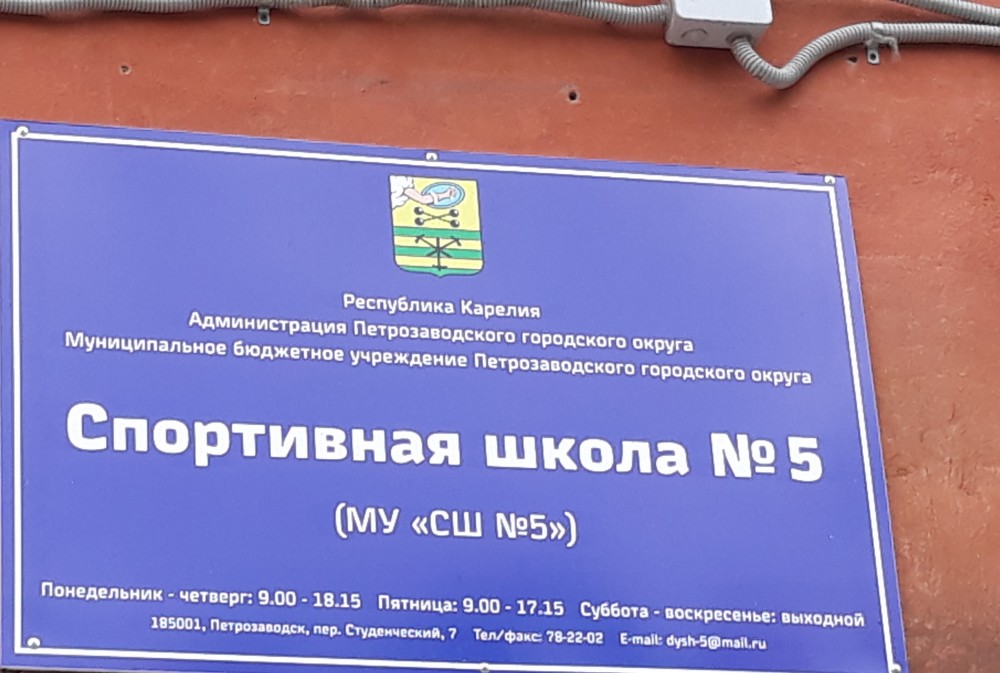 Республика Карелия
Администрация Петрозаводского городского округа
Муниципальное бюджетное учреждение Петрозаводского городского округа
Спортивная школа № 5
(МУ «СШ №5»)
Понедельник - четверг: 9.00 - 18.15 Пятница: 9.00 - 17.15 Суббота - воскресенье: выходной
185001, Петрозаводск, пер. Студенческий, 7 Тел/факс: 78-22-02 E-mail: dysh-5@mail.ru